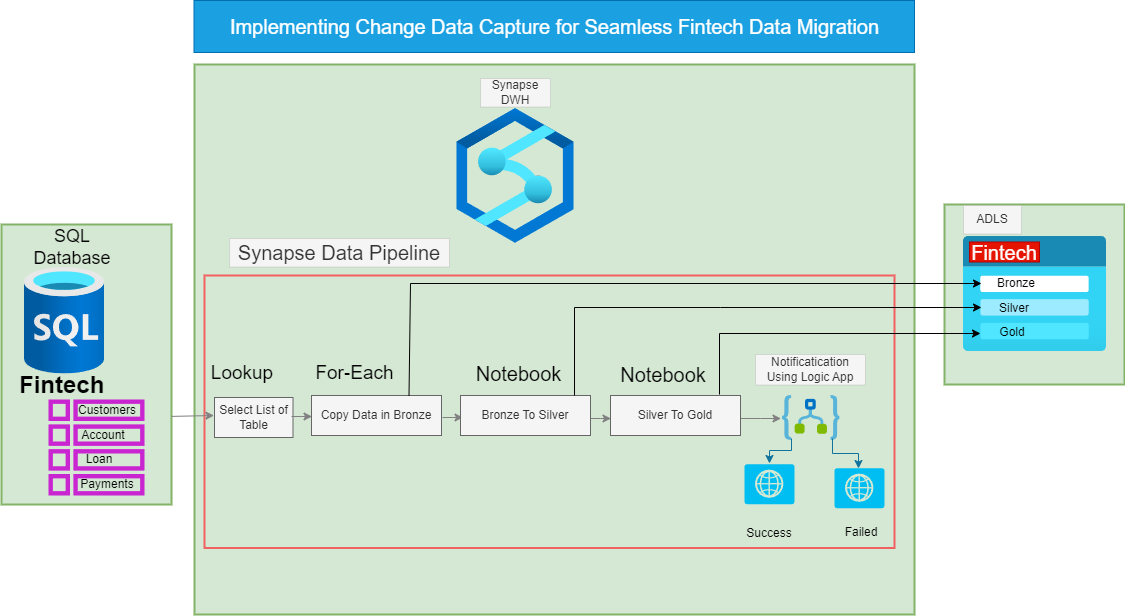 Implementing Change Data Capture for Seamless Fintech Data Migration
Synapse
DWH
SQL
Database
SQL
Fintech
Customers
Account
Loan
Payments
Synapse Data Pipeline
Lookup
Select List of
Table
For-Each
Copy Data in Bronze
Notebook
Bronze To Silver
Notebook
Silver To Gold
Notificatication
Using Logic App
Success
Failed
ADLS
Fintech
Bronze
Silver
Gold